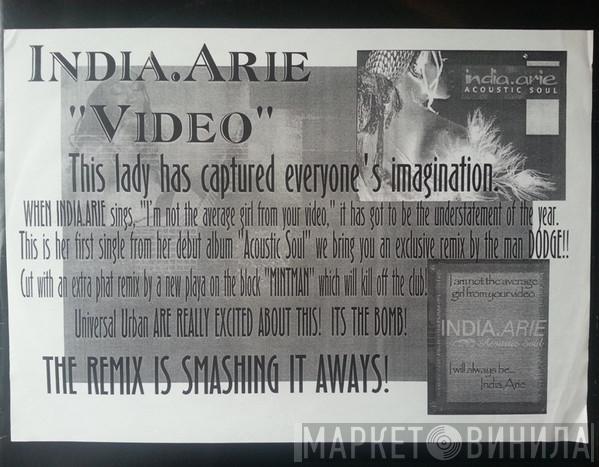 INDIA.ARIE
"VIDEO"
india.arie
ACOUSTIC SOUL
This lady has captured everyone's imagination.
WHEN INDIA.ARIE sings, "I'm not the average girl from your video," it has got to be the understatement of the year.
This is her first single from her debut album "Acoustic Soul" we bring you an exclusive remix by the man DODGE!!
Cut with an extra phat remix by a new playa on the block "MINTMAN" which will kill off the club!
Universal Urban ARE REALLY EXCITED ABOUT THIS! ITS THE BOMB!
THE REMIX IS SMASHING IT AWAYS!
I am not the average
girl from your video
INDIA.ARIE
Acoustic Soul
I will always be...
India.Arie
МАРКЕТ ВИНИЛА